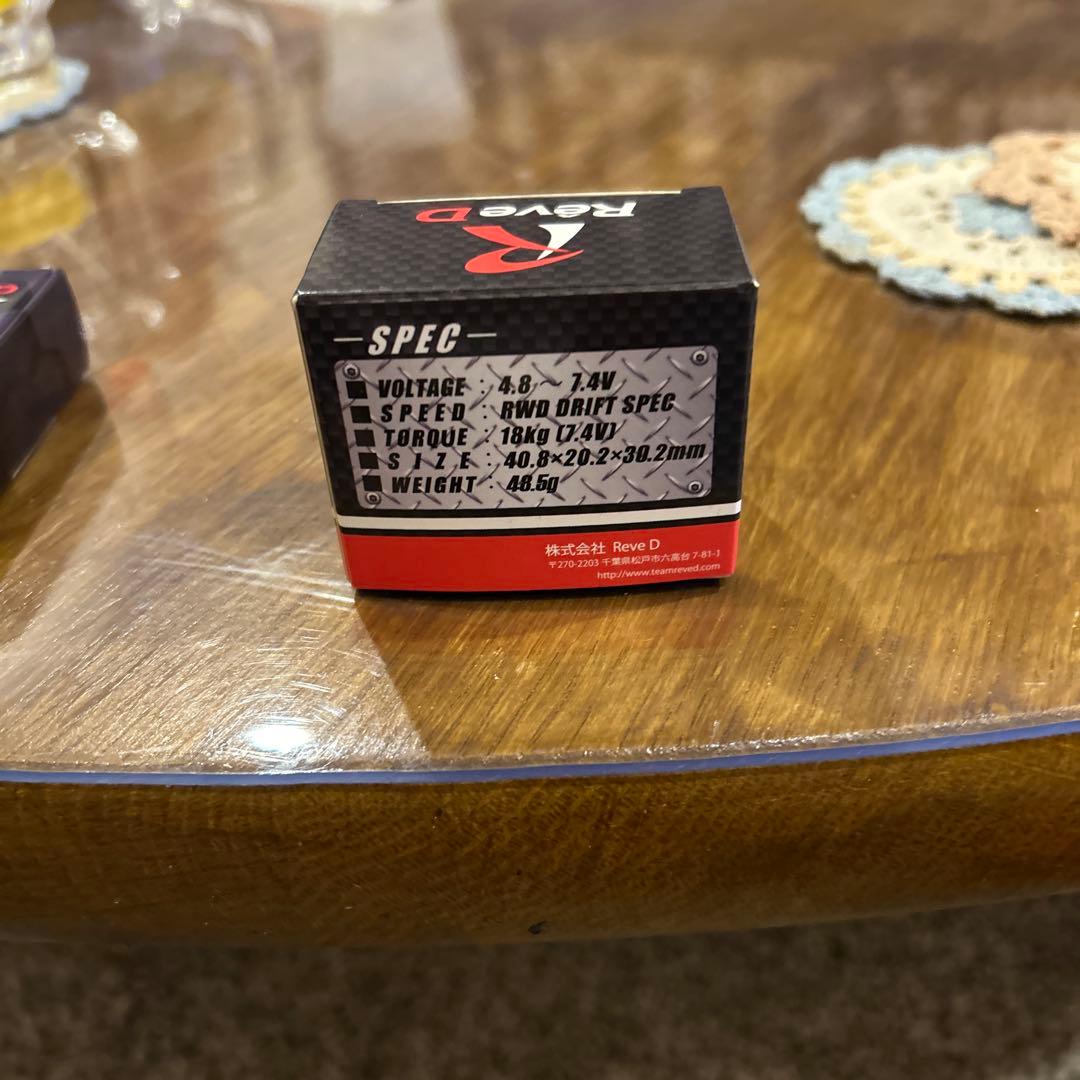 Rêve D
SPEC
VOLTAGE : 4.8 ～ 7.4V
SPEED : RWD DRIFT SPEC
TORQUE : 18Kg (7.4V)
SIZE : 40.8×20.2×39.2mm
WEIGHT : 48.5g
株式会社 Reve D
〒270-2203 千葉県松戸市六高台 7-81-1
http://www.teamreved.com